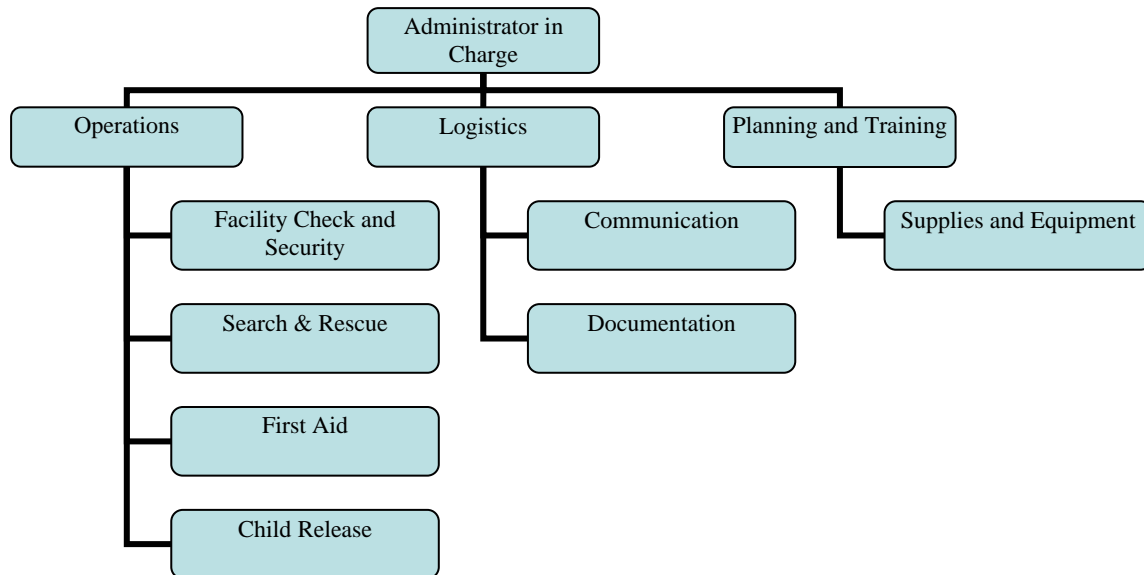 Administrator in
Charge
Operations
Logistics
Planning and Training
Facility Check and
Security
Communication
Supplies and Equipment
Search & Rescue
Documentation
First Aid
Child Release